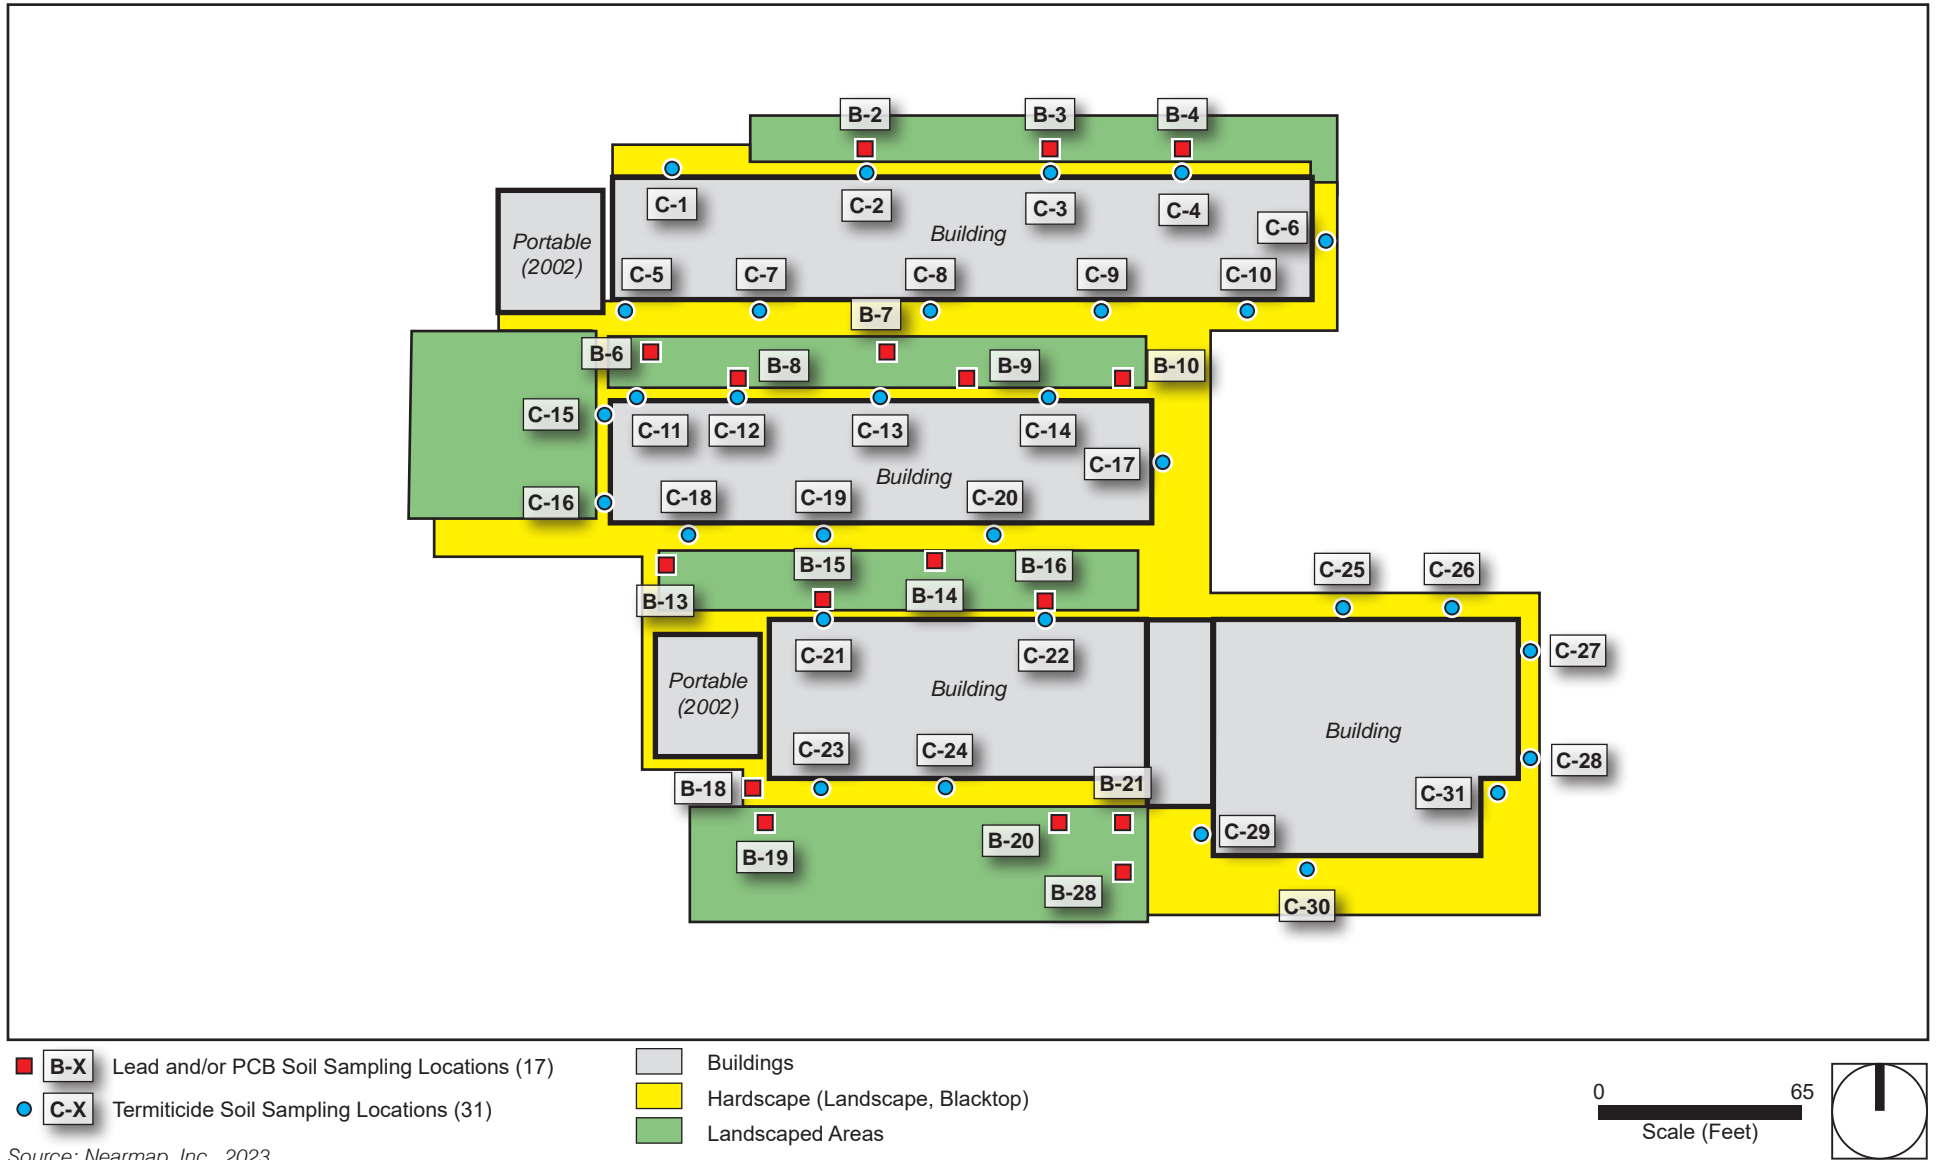 B-2
B-3
B-4
C-1
C-2
C-3
C-4
C-6
Building
Portable
(2002)
C-5
C-7
C-8
C-9
C-10
B-7
B-6
B-8
B-9
B-10
C-15
C-11
C-12
C-13
C-14
C-17
Building
C-16
C-18
C-19
C-20
B-15
B-16
B-13
B-14
C-25
C-26
C-21
C-22
C-27
Portable
(2002)
Building
Building
C-23
C-24
C-28
B-18
B-21
C-31
C-29
B-19
B-20
B-28
C-30
B-X Lead and/or PCB Soil Sampling Locations (17)
C-X Termiticide Soil Sampling Locations (31)
Source: Nearmap, Inc., 2023
Buildings
Hardscape (Landscape, Blacktop)
Landscaped Areas
0 65
Scale (Feet)